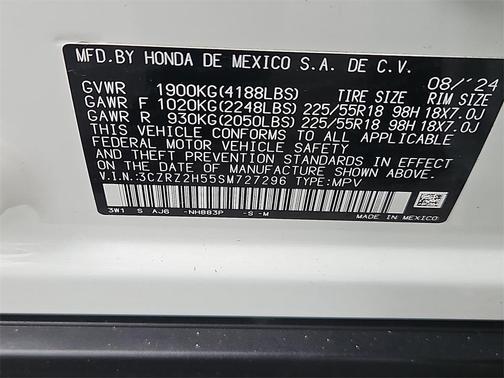 MFD.BY HONDA DE MEXICO S.A. DE C.V.
08/'24
GVWR 1900KG(4188LBS) TIRE SIZE RIM SIZE
GAWR F 1020KG(2248LBS) 225/55R18 98H 18X7.0J
GAWR R 930KG(2050LBS) 225/55R18 98H 18X7.0J
THIS VEHICLE CONFORMS TO ALL APPLICABLE
FEDERAL MOTOR VEHICLE SAFETY
AND THEFT PREVENTION STANDARDS IN EFFECT
ON THE DATE OF MANUFACTURE SHOWN ABOVE.
V.I.N.:3CZRZ2H55SM727296 TYPE:MPV
3W1 S AJ6 -NH883P -S -M MADE IN MEXICO